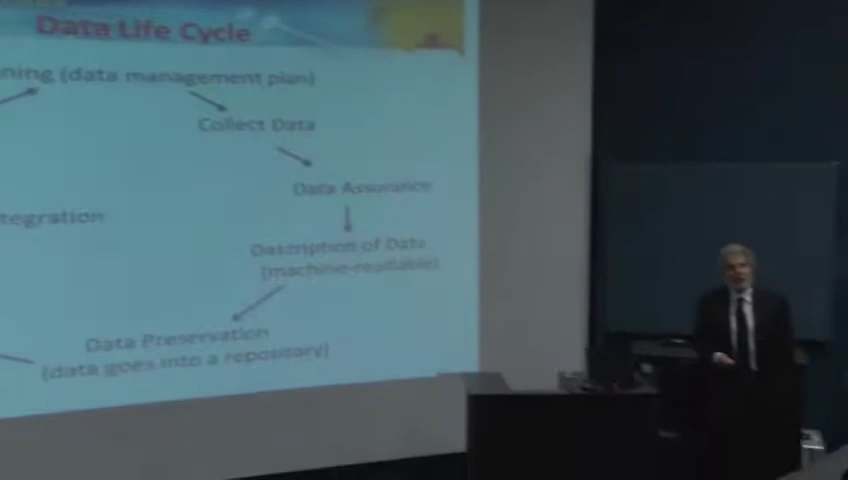 Data Life Cycle
ning (data management plan)
Collect Data
Data Assurance
tegration
Description of Data
(machine-readable)
Data Preservation
(data goes into a repository)